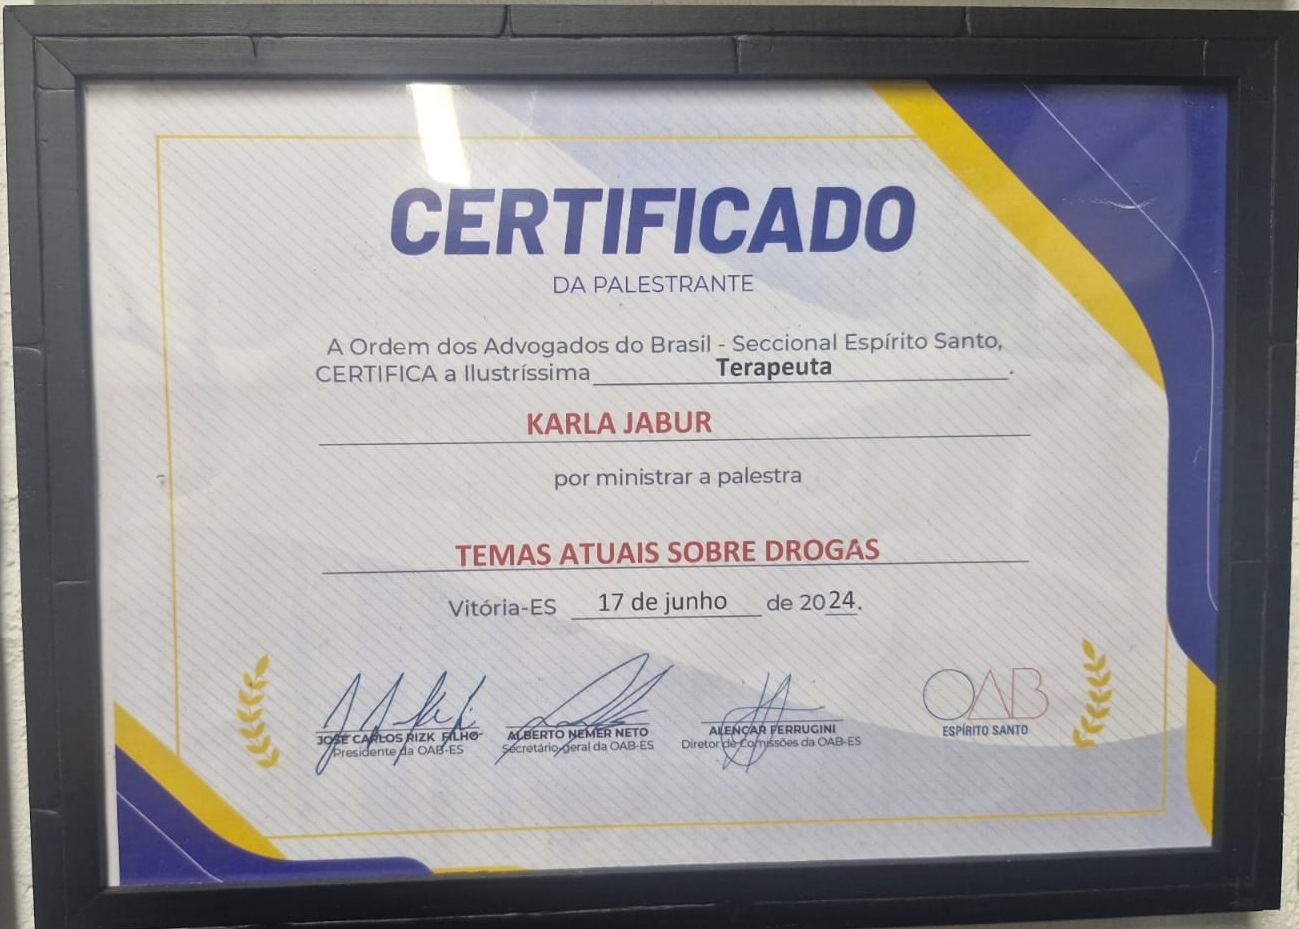 CERTIFICADO
DA PALESTRANTE
A Ordem dos Advogados do Brasil - Seccional Espírito Santo,
CERTIFICA a Ilustríssima Terapeuta.
KARLA JABUR
por ministrar a palestra
TEMAS ATUAIS SOBRE DROGAS
Vitória-ES 17 de junho de 2024.
JOSÉ CARLOS RIZK FILHO
Presidente da OAB-ES
ALBERTO NEMER NETO
Secretário-geral da OAB-ES
ALENCAR FERRUGINI
Diretor de Comissões da OAB-ES
OAB
ESPÍRITO SANTO